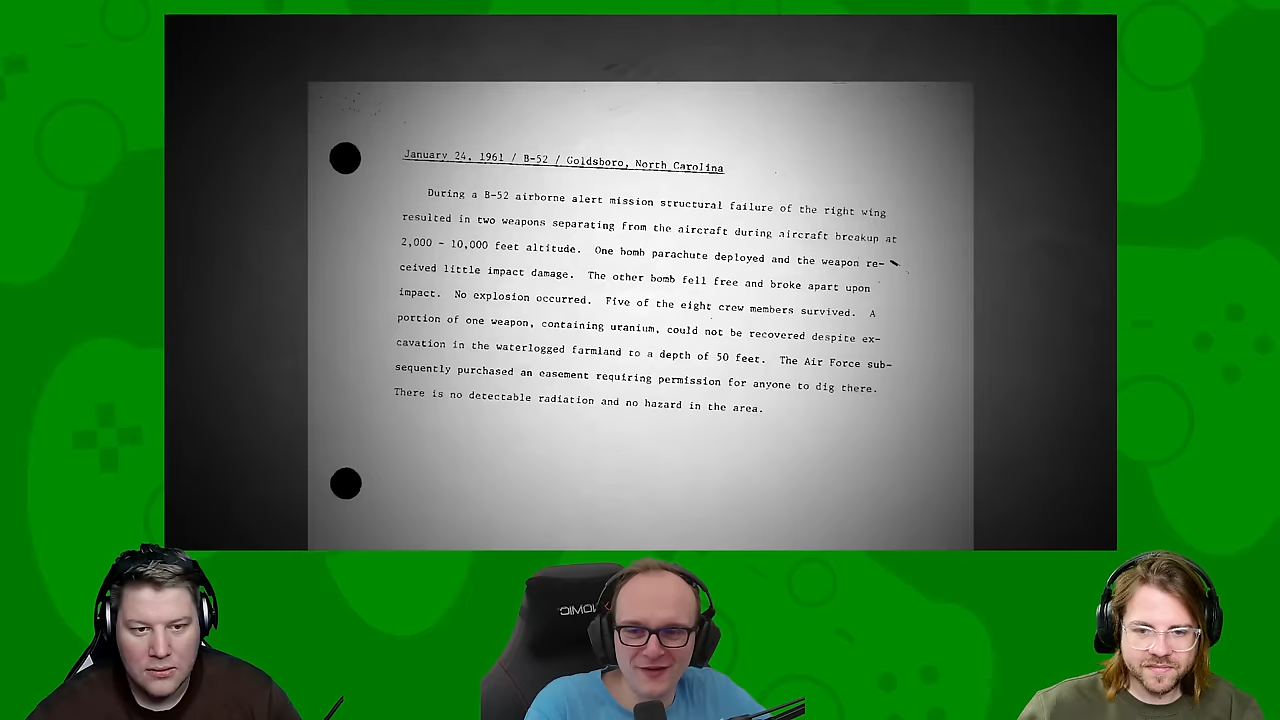 January 24, 1961 / B-52 / Goldsboro, North Carolina
During a B-52 airborne alert mission structural failure of the right wing
resulted in two weapons separating from the aircraft during aircraft breakup at
2,000 - 10,000 feet altitude. One bomb parachute deployed and the weapon re-
ceived little impact damage. The other bomb fell free and broke apart upon
impact. No explosion occurred. Five of the eight crew members survived. A
portion of one weapon, containing uranium, could not be recovered despite ex-
cavation in the waterlogged farmland to a depth of 50 feet. The Air Force sub-
sequently purchased an easement requiring permission for anyone to dig there.
There is no detectable radiation and no hazard in the area.